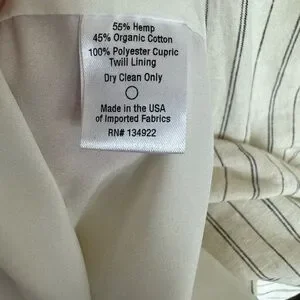 55% Hemp
45% Organic Cotton
100% Polyester Cupric
Twill Lining
Dry Clean Only
Made in the USA
of Imported Fabrics
RN# 134922